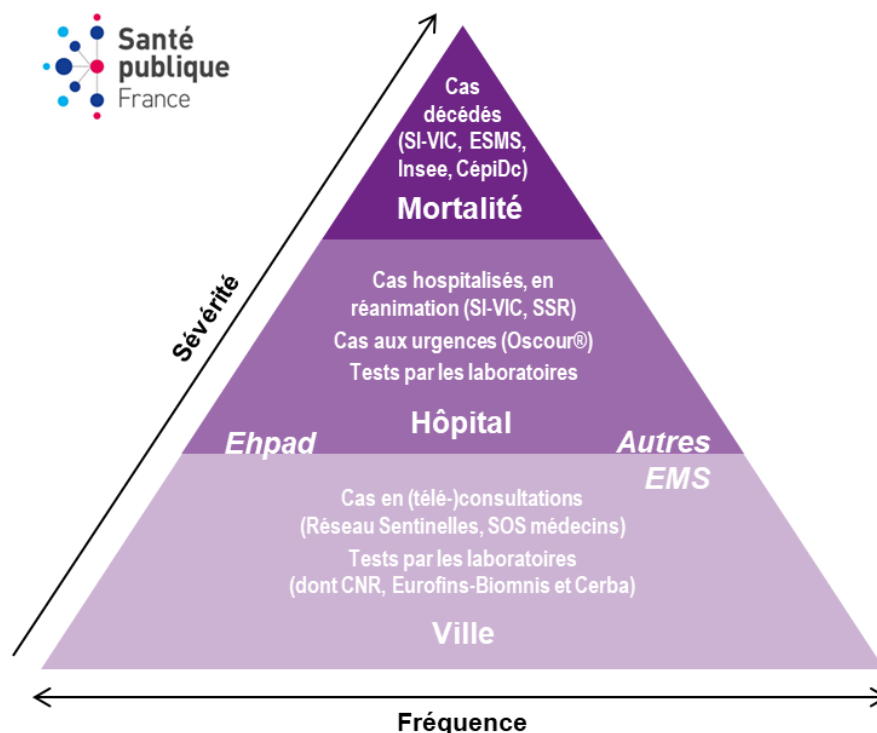 Santé
publique
France
Cas
décédés
(SI-VIC, ESMS,
Insee, CépiDc)
Mortalité
Sévérité
Cas hospitalisés, en
réanimation (SI-VIC, SSR)
Cas aux urgences (Oscour®)
Tests par les laboratoires
Hôpital
Ehpad
Autres
EMS
Cas en (télé-)consultations
(Réseau Sentinelles, SOS médecins)
Tests par les laboratoires
(dont CNR, Eurofins-Biomnis et Cerba)
Ville
Fréquence